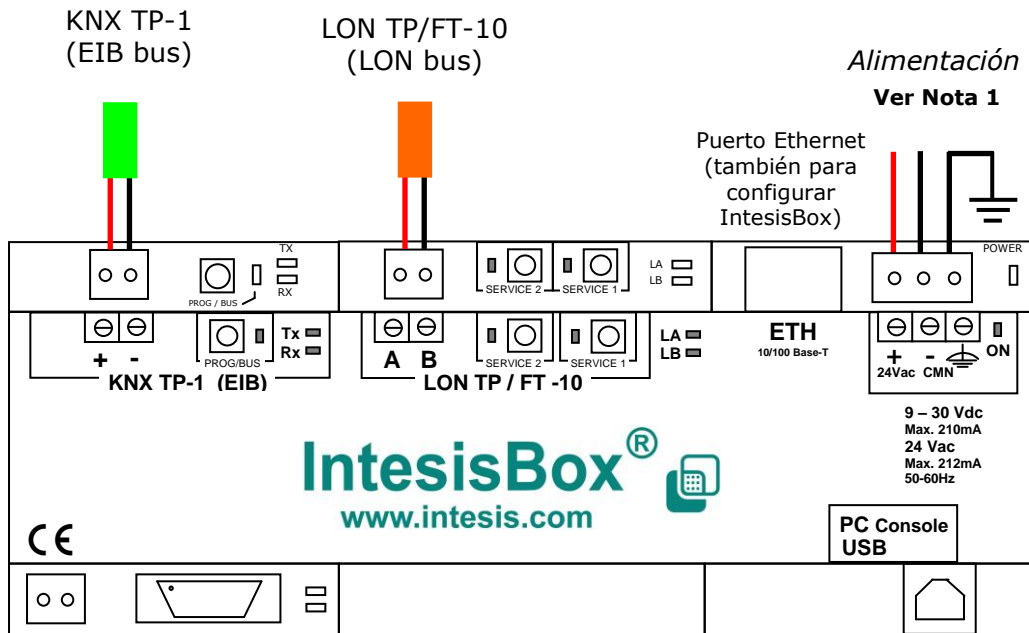 KNX TP-1
(EIB bus)
LON TP/FT-10
(LON bus)
Alimentación
Ver Nota 1
Puerto Ethernet
(también para
configurar
IntesisBox)
TX
RX
PROG / BUS
SERVICE 2
SERVICE 1
LA
LB
POWER
+ -
PROG/BUS
Tx
Rx
KNX TP-1 (EIB)
A B
SERVICE 2
SERVICE 1
LA
LB
LON TP / FT -10
ETH
10/100 Base-T
+ -
24Vac CMN
ON
9 – 30 Vdc
Max. 210mA
24 Vac
Max. 212mA
50-60Hz
IntesisBox®
www.intesis.com
CE
PC Console
USB